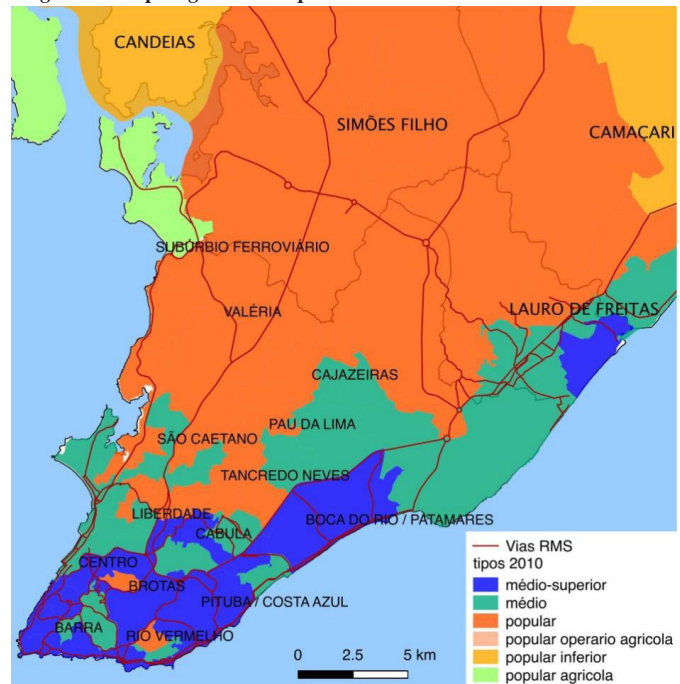 CANDEIAS
SIMÕES FILHO
CAMAÇARI
SUBÚRBIO FERROVIÁRIO
VALÉRIA
LAURO DE FREITAS
CAJAZEIRAS
PAU DA LIMA
SÃO CAETANO
TANCREDO NEVES
LIBERDADE
BOCA DO RIO / PATAMARES
CABULA
CENTRO
BROTAS
PITUBA / COSTA AZUL
BARRA
RIO VERMELHO
0 2.5 5 km
Vias RMS
tipos 2010
médio-superior
médio
popular
popular operario agricola
popular inferior
popular agricola